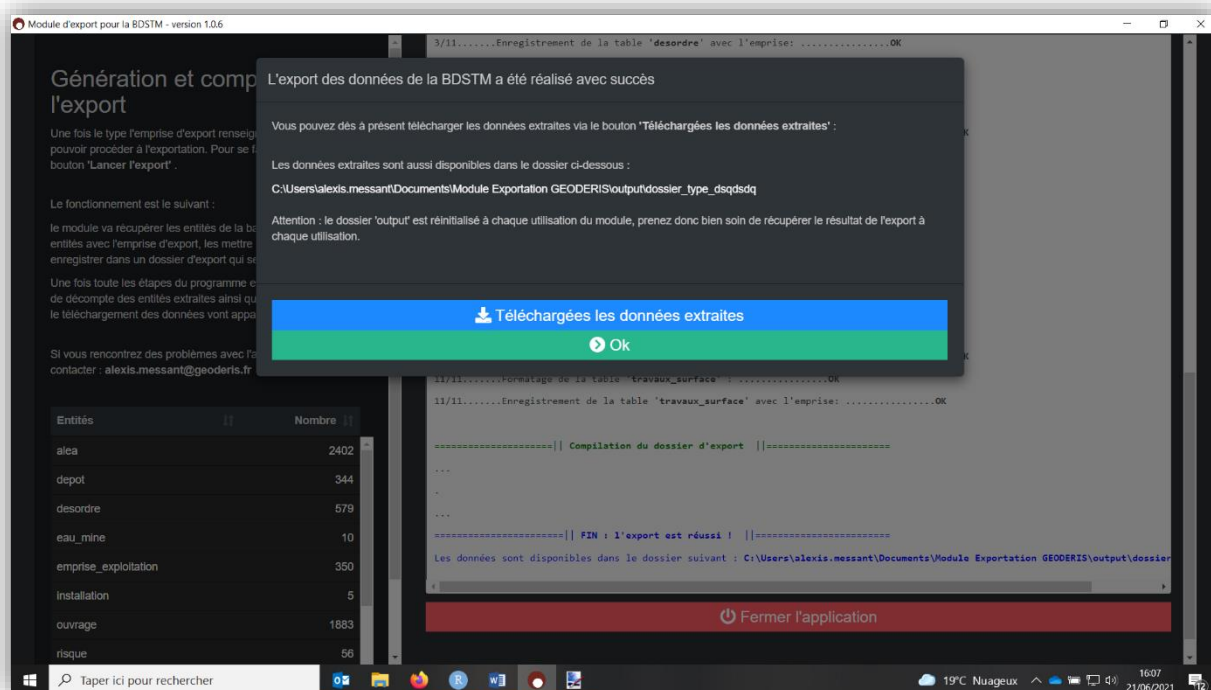 Module d'export pour la BDSTM - version 1.0.6
Génération et comp
l'export
Une fois le type l'emprise d'export renseig
pouvoir procéder à l'exportation. Pour se f
bouton 'Lancer l'export' .
Le fonctionnement est le suivant :
le module va récupérer les entités de la ba
entités avec l'emprise d'export, les mettre
enregistrer dans un dossier d'export qui se
Une fois toute les étapes du programme e
de décompte des entités extraites ainsi qu
le téléchargement des données vont appa
Si vous rencontrez des problèmes avec l'a
contacter : alexis.messant@geoderis.fr
Entités Nombre
alea 2402
depot 344
desordre 579
eau_mine 10
emprise_exploitation 350
installation 5
ouvrage 1883
risque 56
3/11.......Enregistrement de la table 'desordre' avec l'emprise: ................OK
L'export des données de la BDSTM a été réalisé avec succès
Vous pouvez dès à présent télécharger les données extraites via le bouton 'Téléchargées les données extraites' :
Les données extraites sont aussi disponibles dans le dossier ci-dessous :
C:\Users\alexis.messant\Documents\Module Exportation GEODERIS\output\dossier_type_dsqdsdq
Attention : le dossier 'output' est réinitialisé à chaque utilisation du module, prenez donc bien soin de récupérer le résultat de l'export à
chaque utilisation.
Téléchargées les données extraites
Ok
11/11.......Formatage de la table 'travaux_surface' : ................OK
11/11.......Enregistrement de la table 'travaux_surface' avec l'emprise: ................OK
=====================|| Compilation du dossier d'export ||======================
...
.
...
=======================|| FIN : l'export est réussi ! ||========================
Les données sont disponibles dans le dossier suivant : C:\Users\alexis.messant\Documents\Module Exportation GEODERIS\output\dossier
Fermer l'application
Taper ici pour rechercher
19°C Nuageux
16:07
21/06/2021